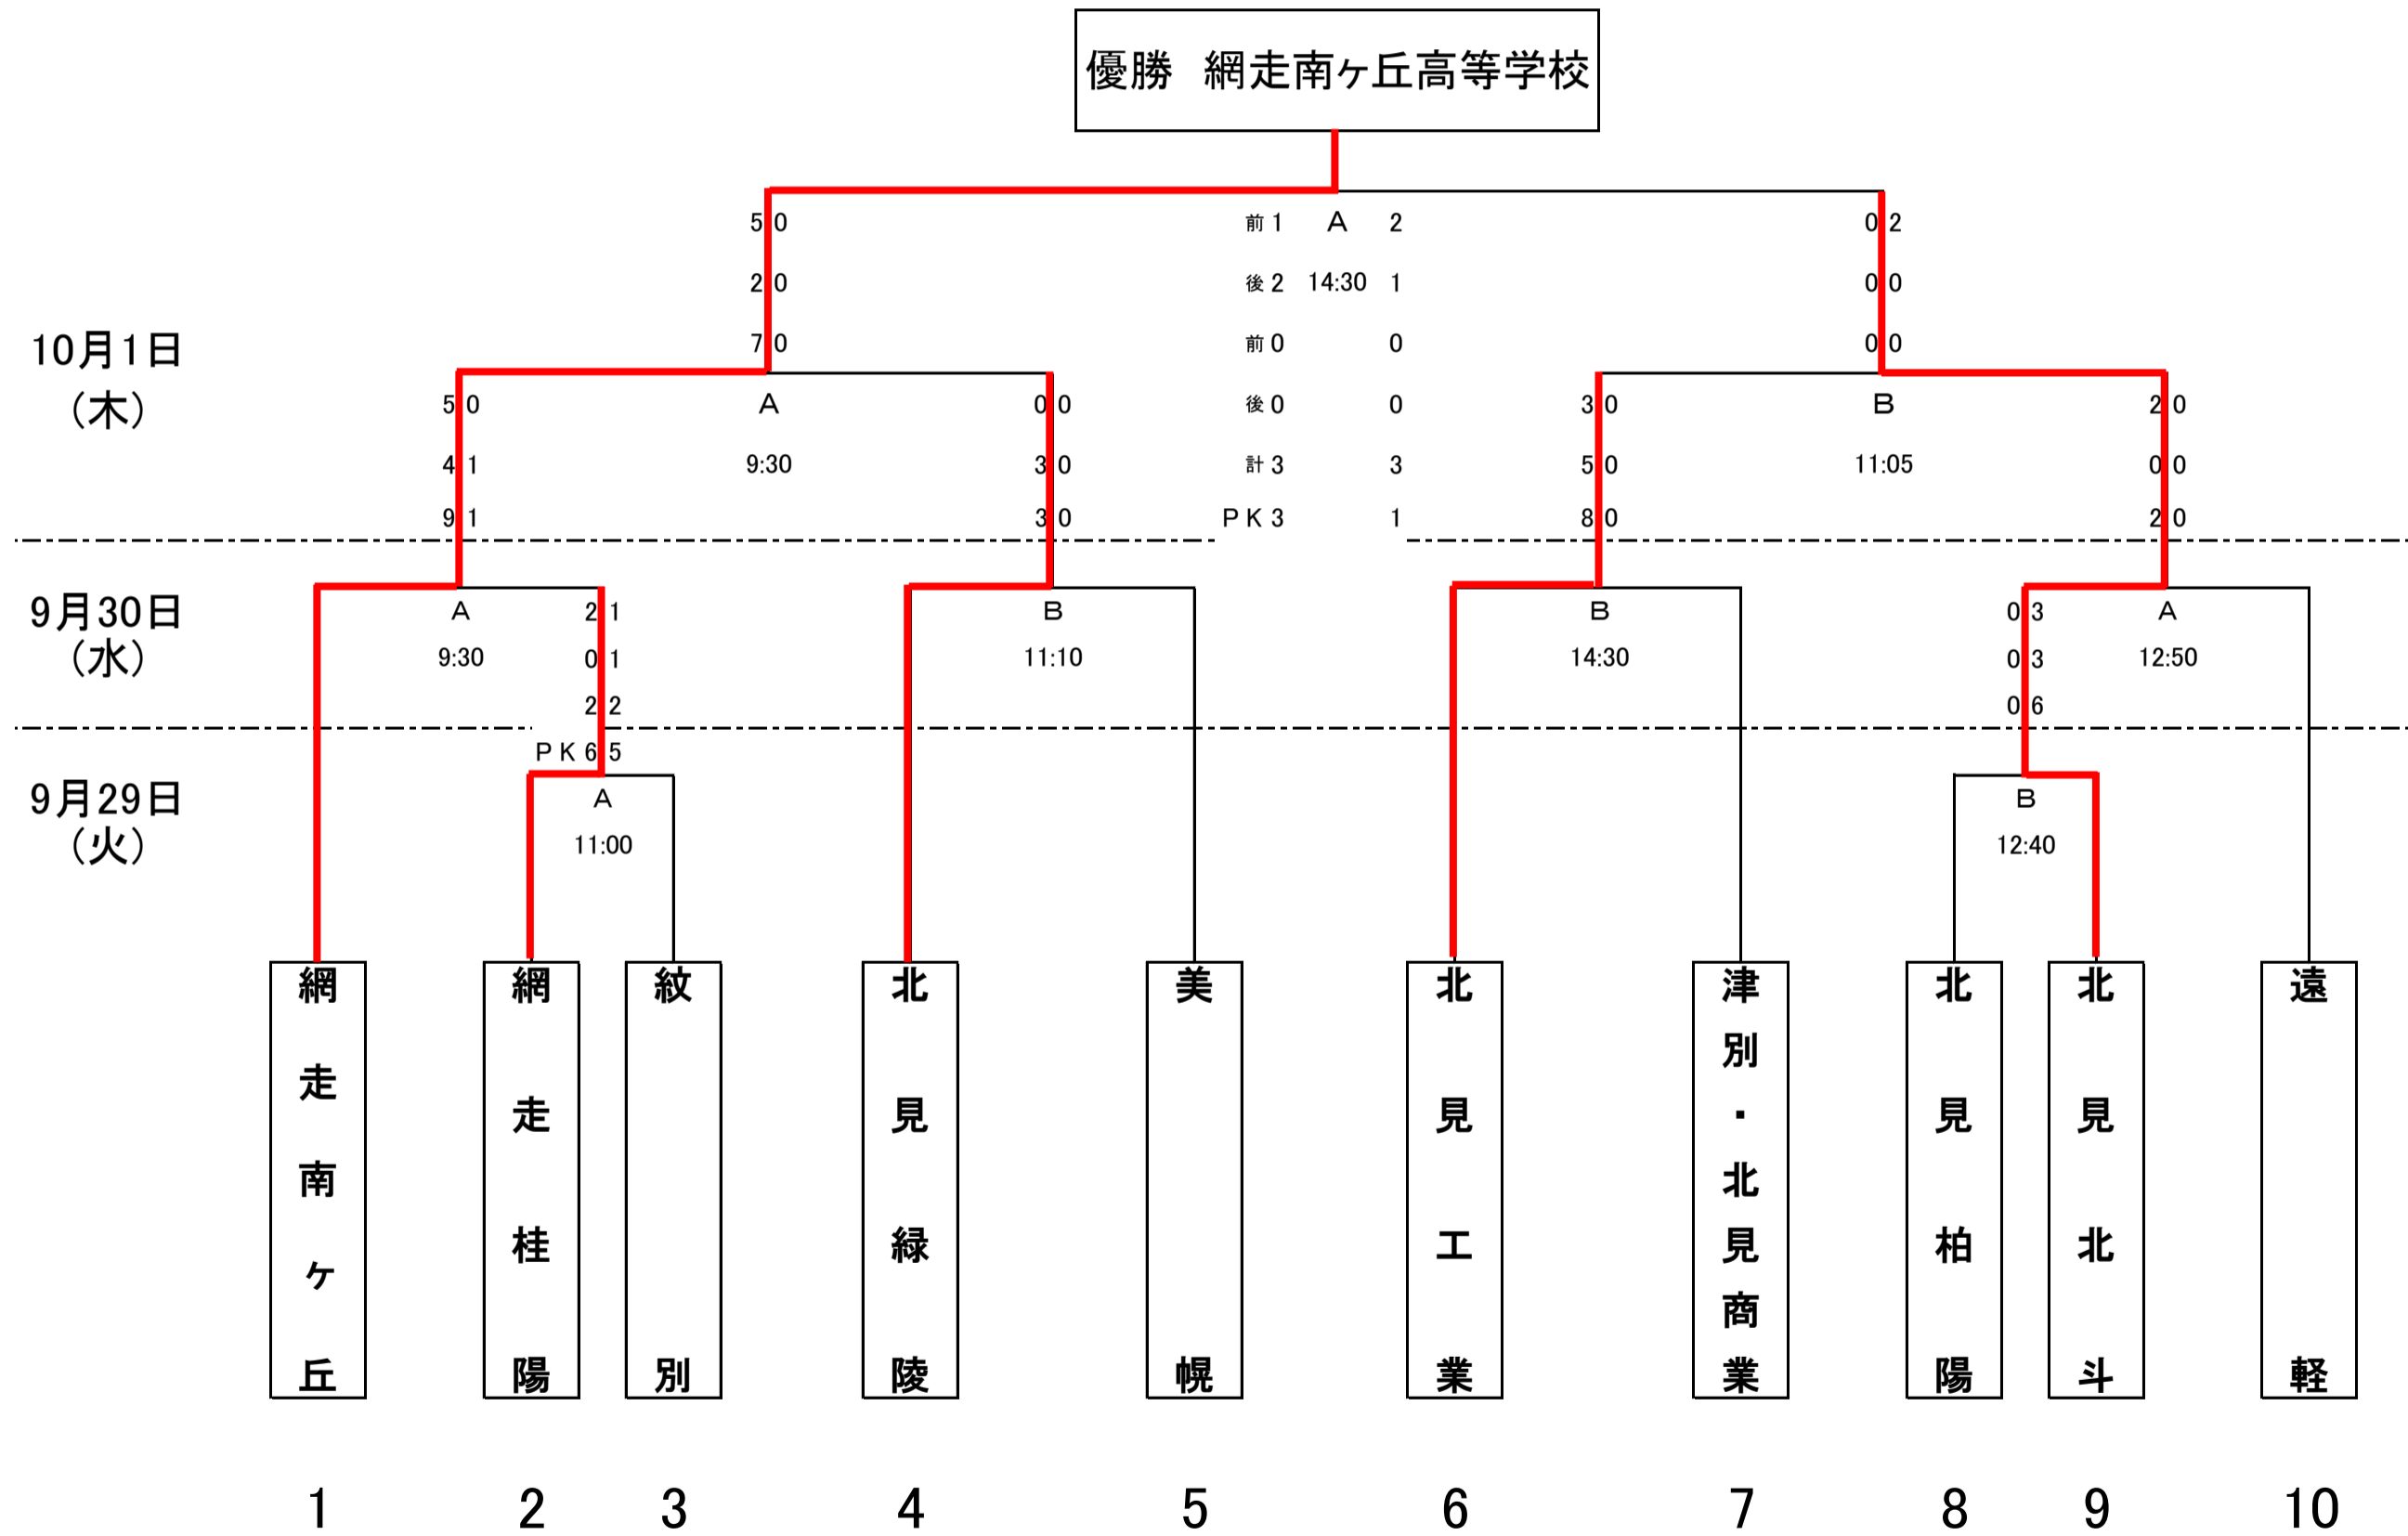 優勝　網走南ヶ丘高等学校
5 0 前 1 A 2 0 2
2 0 後 2 14:30 1 0 0
10月1日
7 0 前 0 0 0 0
(木)
5 0 A 0 0 後 0 0 3 0 B 2 0
4 1 9:30 3 0 計 3 3 5 0 11:05 0 0
9 1 3 0 PK 3 1 8 0 2 0
9月30日
A 2 1 B B 0 3 A
(水)
9:30 0 1 11:10 14:30 0 3 12:50
2 2 0 6
PK 6 5
9月29日
A B
(火)
11:00 12:40
網走南ヶ丘
網走桂陽
紋別
北見緑陵
美幌
北見工業
津別・北見商業
北見柏陽
北見北斗
遠軽
1 2 3 4 5 6 7 8 9 10